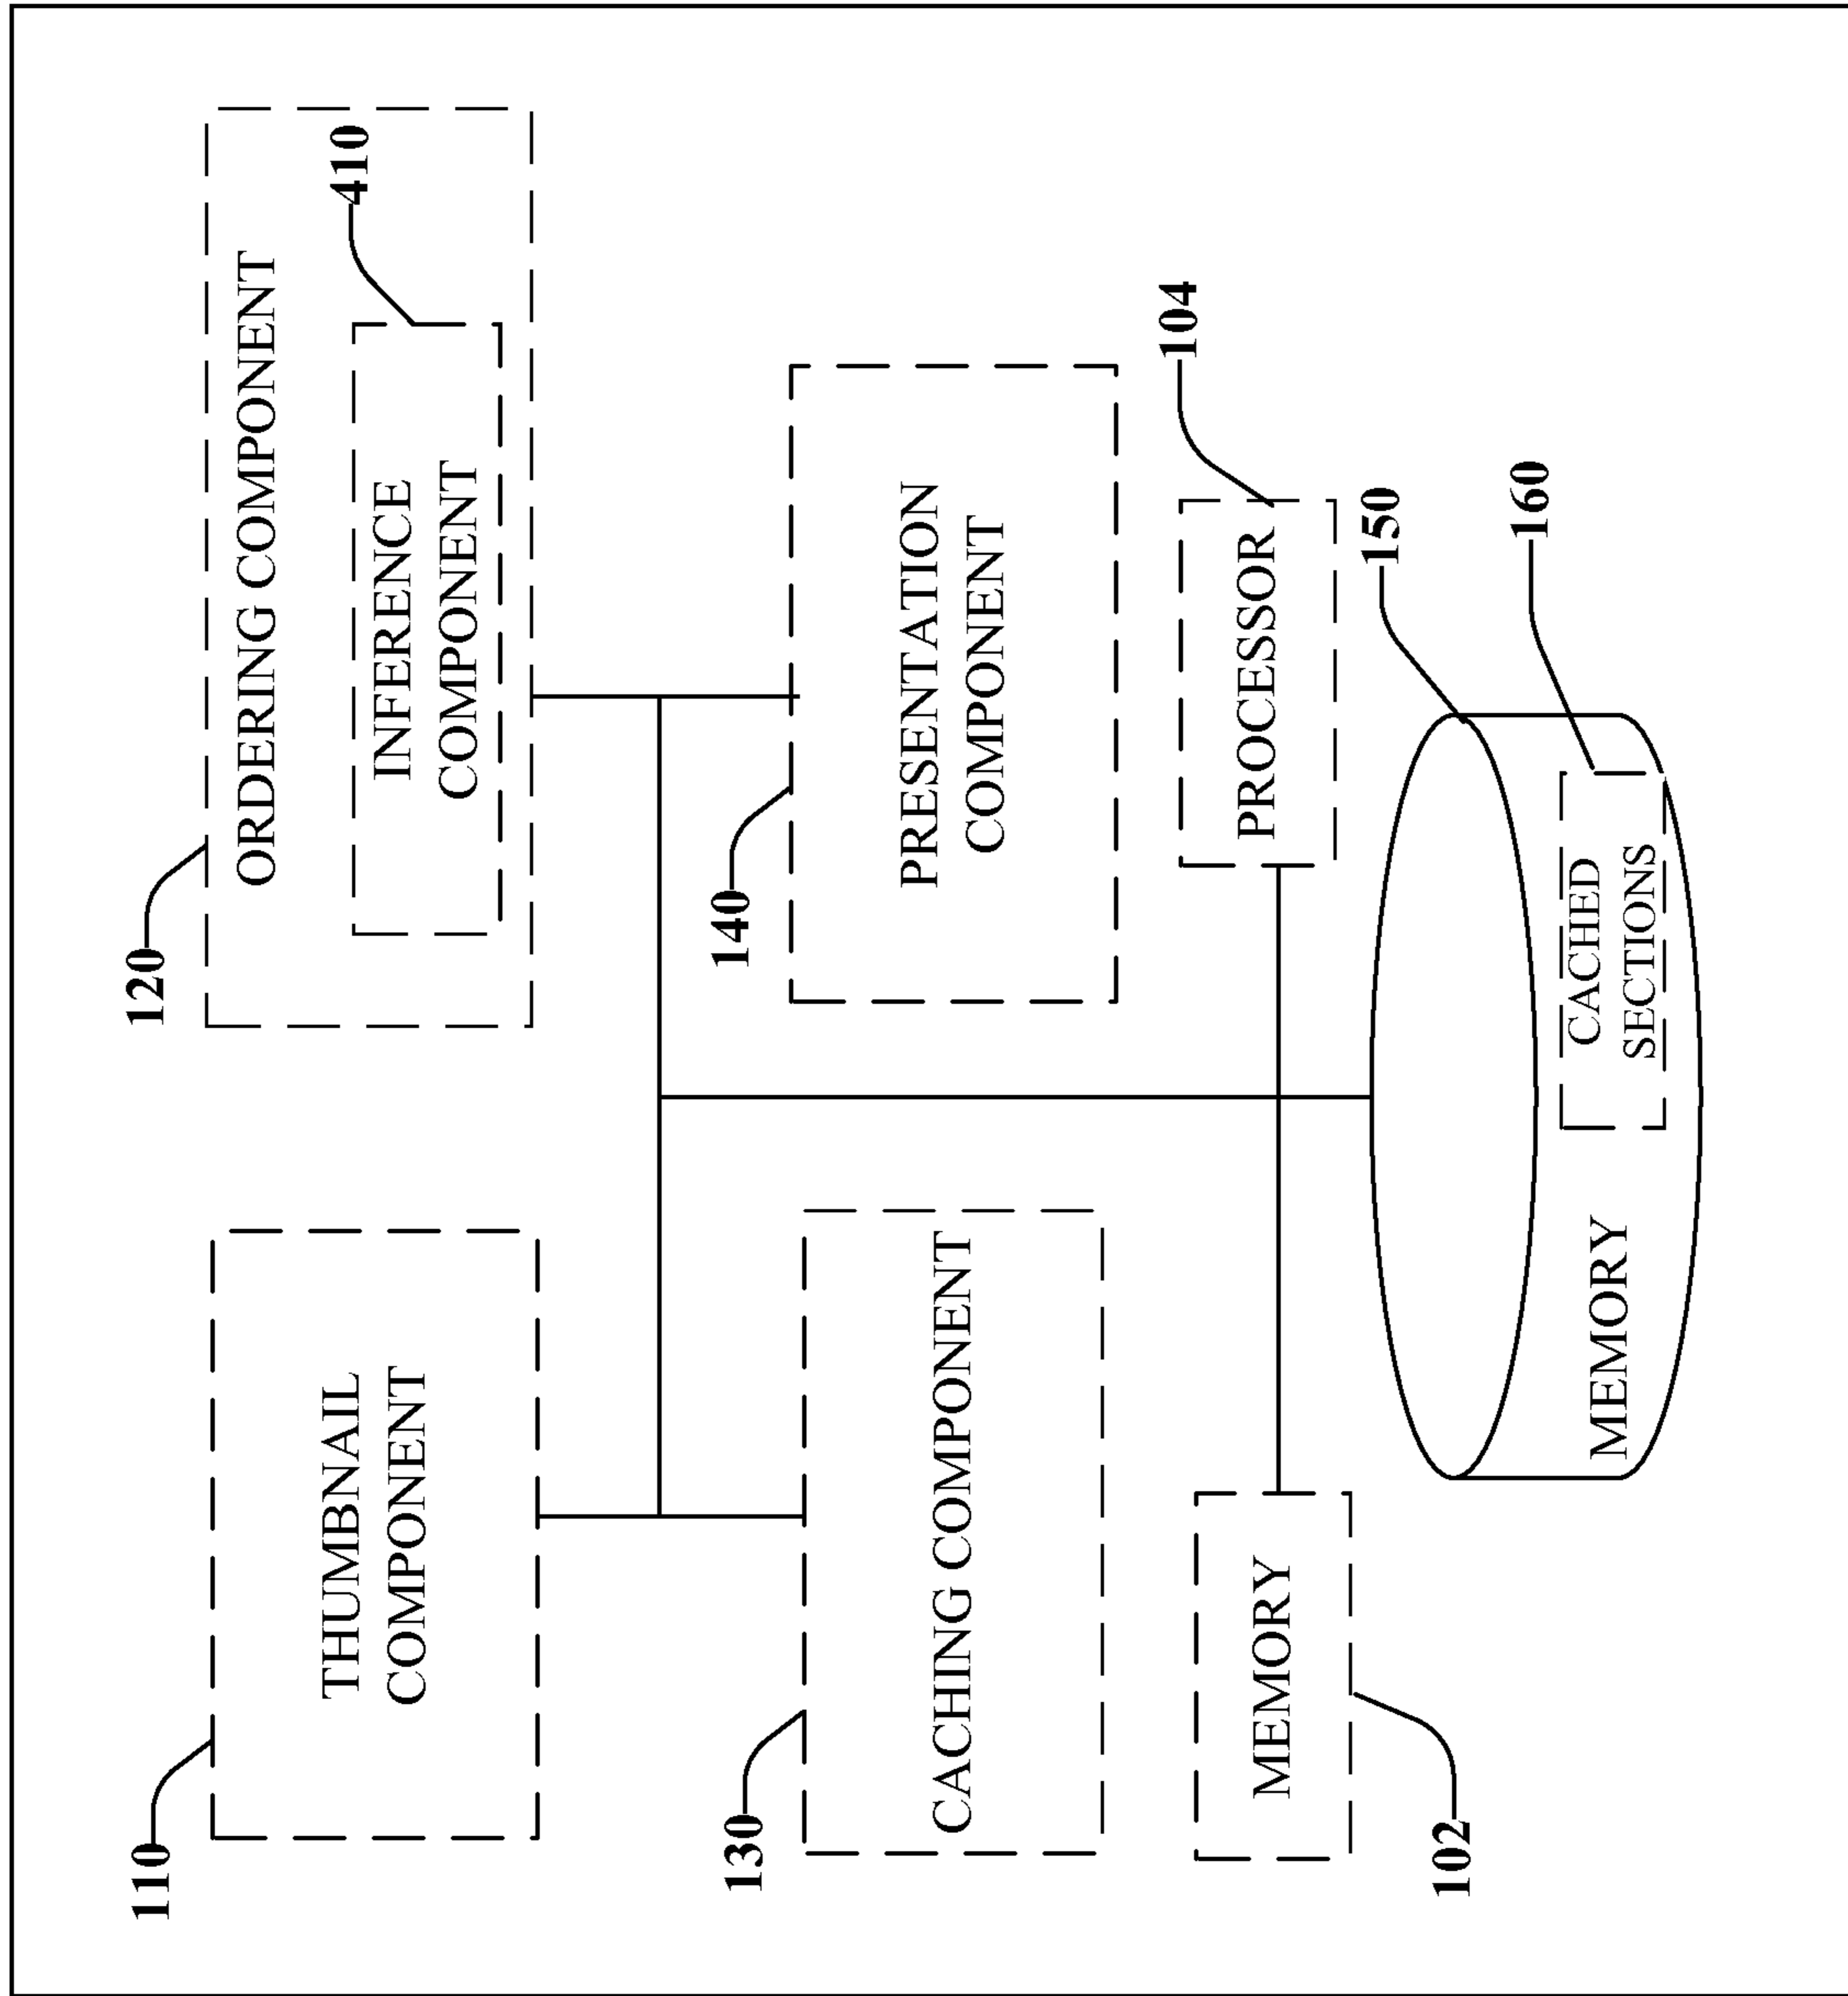 110
THUMBNAIL
COMPONENT
120
ORDERING COMPONENT
410
INFERENCE
COMPONENT
130
CACHING COMPONENT
140
PRESENTATION
COMPONENT
MEMORY
102
PROCESSOR
104
150
MEMORY
160
CACHED
SECTIONS